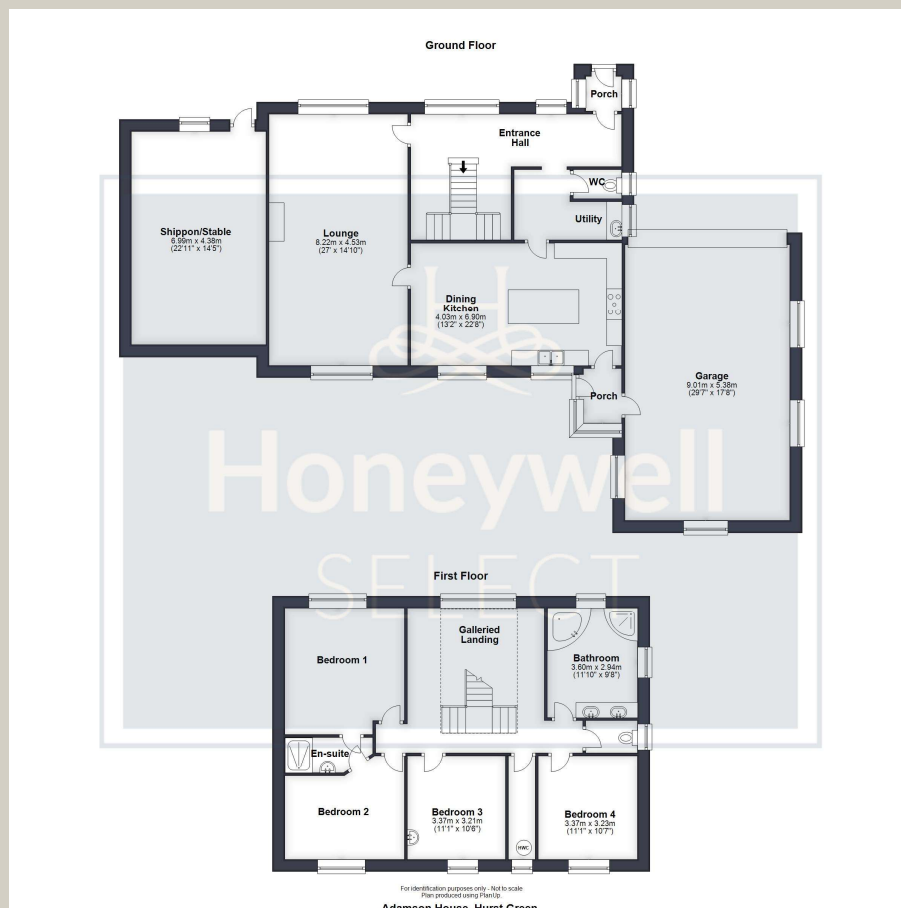 Ground Floor
Porch
Entrance
Hall
WC
Utility
Shippon/Stable
6.99m x 4.38m
(22'11" x 14'5")
Lounge
8.22m x 4.53m
(27' x 14'10")
Dining
Kitchen
4.03m x 6.90m
(13'2" x 22'8")
Porch
Garage
9.01m x 5.38m
(29'7" x 17'8")
Honeywell
SELECT
First Floor
Bedroom 1
Galleried
Landing
Bathroom
3.60m x 2.94m
(11'10" x 9'8")
En-suite
Bedroom 2
Bedroom 3
3.37m x 3.21m
(11'1" x 10'6")
Bedroom 4
3.37m x 3.23m
(11'1" x 10'7")
HWC
For identification purposes only - Not to scale
Plan produced using PlanUp.
Adamson House, Hurst Green